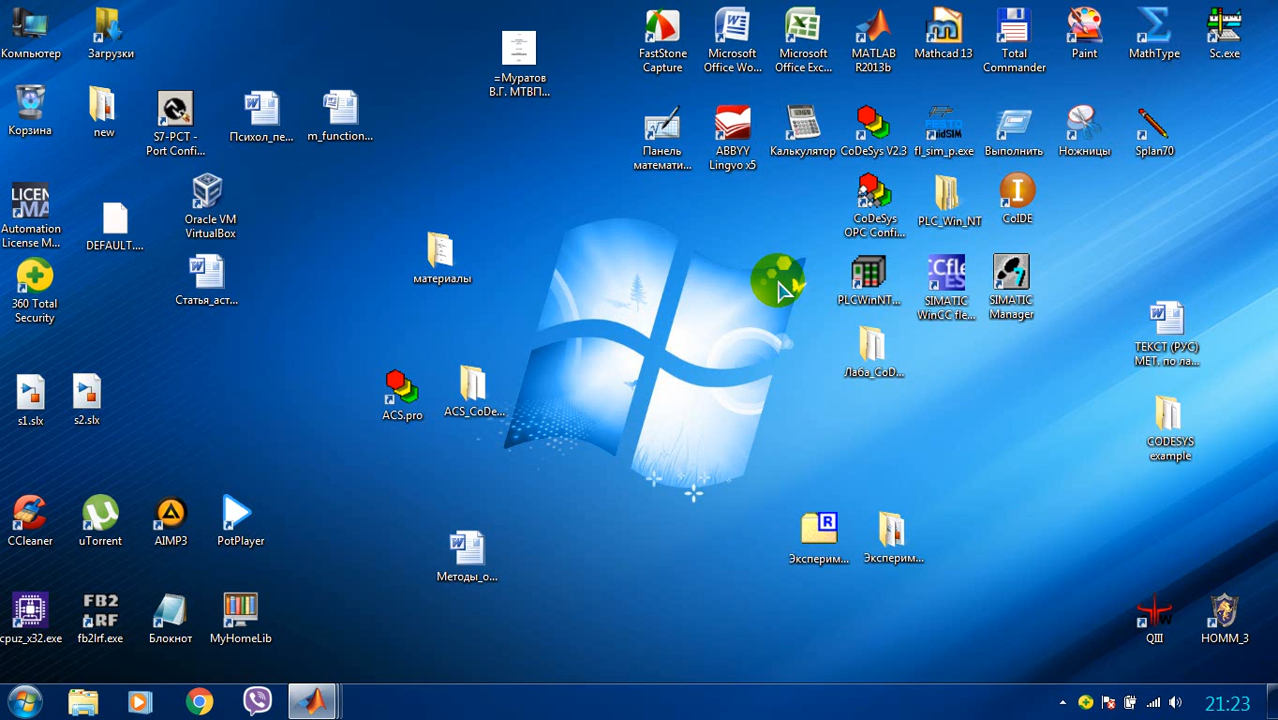 Компьютер
Загрузки
=Муратов
В.Г. МТВП...
FastStone
Capture
Microsoft
Office Wo...
Microsoft
Office Exc...
MATLAB
R2013b
Mathcad 13
Total
Commander
Paint
MathType
Sc.exe
Корзина
new
S7-PCT -
Port Confi...
Психол_пе...
m_function...
Панель
математи...
ABBYY
Lingvo x5
Калькулятор
CoDeSys V2.3
fl_sim_p.exe
Выполнить
Ножницы
Splan70
Automation
License M...
DEFAULT....
Oracle VM
VirtualBox
CoDeSys
OPC Confi...
PLC_Win_NT
CoIDE
360 Total
Security
Статья_аст...
материалы
PLCWinNT...
SIMATIC
WinCC fle...
SIMATIC
Manager
ТЕКСТ (РУС)
МЕТ. по ла...
s1.slx
s2.slx
ACS.pro
ACS_CoDe...
Лаба_CoD...
CODESYS
example
CCleaner
uTorrent
AIMP3
PotPlayer
Методы_о...
Эксперим...
Эксперим...
cpuz_x32.exe
FB2
LRF
fb2lrf.exe
Блокнот
MyHomeLib
QIII
HOMM_3
21:23